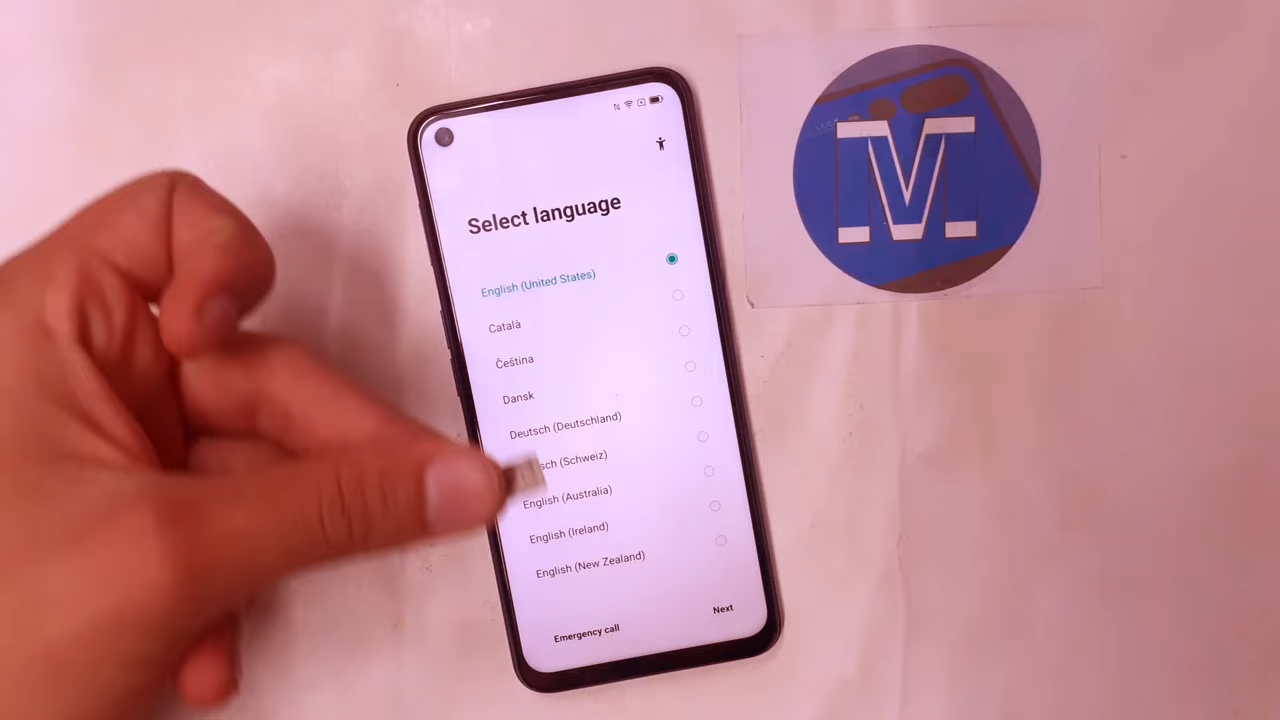 N
Select language
English (United States)
Català
Čeština
Dansk
Deutsch (Deutschland)
sch (Schweiz)
English (Australia)
English (Ireland)
English (New Zealand)
Next
Emergency call
M